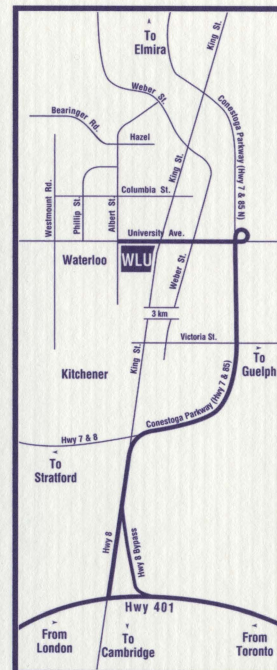 To
Elmira
King St.
Weber St.
Conestoga Parkway (Hwy 7 & 85 N)
Bearinger Rd.
Hazel
King St.
Westmount Rd.
Phillip St.
Albert St.
Columbia St.
University Ave.
Waterloo
WLU
Weber St.
3 km
King St.
Victoria St.
To
Guelph
Kitchener
Conestoga Parkway (Hwy 7 & 85)
Hwy 7 & 8
To
Stratford
Hwy 8
Hwy 8 Bypass
Hwy 401
From
London
To
Cambridge
From
Toronto